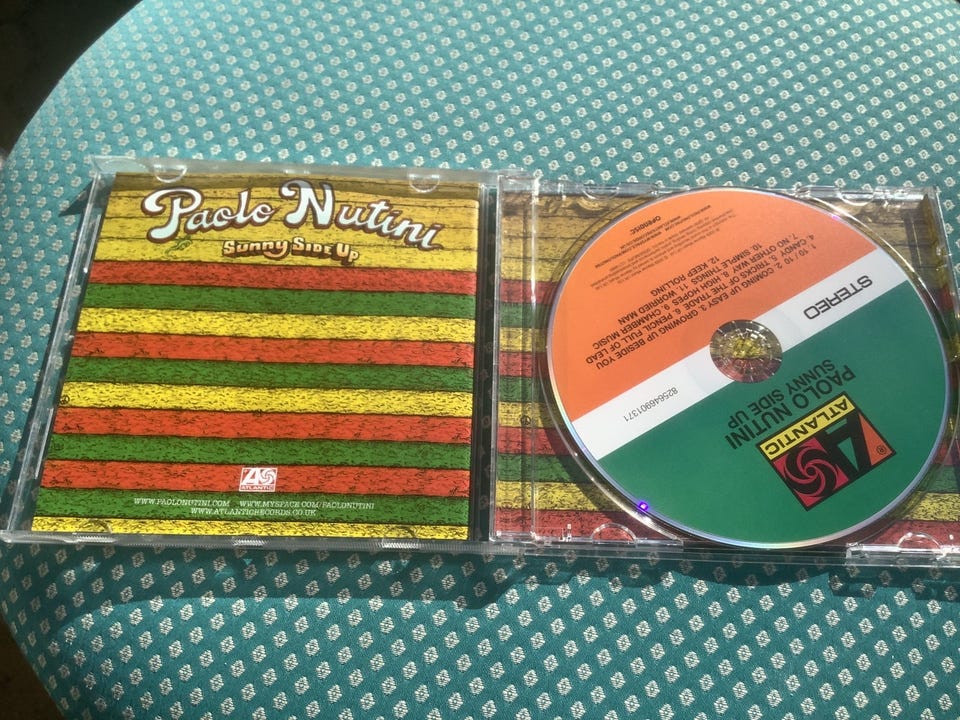 Paolo Nutini
Sunny Side Up
ATLANTIC
WWW.PAOLONUTINI.COM WWW.MYSPACE.COM/PAOLONUTINI
WWW.ATLANTICRECORDS.CO.UK
ATLANTIC
®
PAOLO NUTINI
SUNNY SIDE UP
825646901371
STEREO
1. 10 / 10 2. COMING UP EASY 3. GROWING UP BESIDE YOU
4. CANDY 5. TRICKS OF THE TRADE 6. PENCIL FULL OF LEAD
7. NO OTHER WAY 8. HIGH HOPES 9. CHAMBER MUSIC
10. SIMPLE THINGS 11. WORRIED MAN
12. KEEP ROLLING